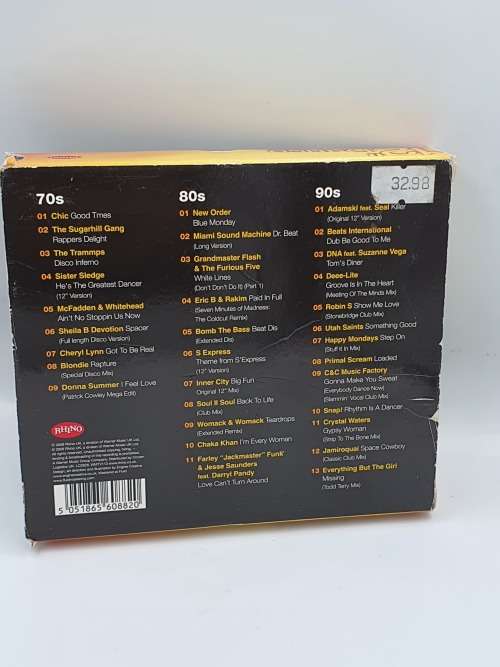 32.98
70s
01 Chic Good Times
02 The Sugarhill Gang
Rappers Delight
03 The Trammps
Disco Inferno
04 Sister Sledge
He's The Greatest Dancer
(12" Version)
05 McFadden & Whitehead
Ain't No Stoppin Us Now
06 Sheila B Devotion Spacer
(Full length Disco Version)
07 Cheryl Lynn Got To Be Real
08 Blondie Rapture
(Special Disco Mix)
09 Donna Summer I Feel Love
(Patrick Cowley Mega Edit)
80s
01 New Order
Blue Monday
02 Miami Sound Machine Dr. Beat
(Long Version)
03 Grandmaster Flash
& The Furious Five
White Lines
(Don't Don't Do It) (Part 1)
04 Eric B & Rakim Paid In Full
(Seven Minutes of Madness:
The Coldcut Remix)
05 Bomb The Bass Beat Dis
(Extended Dis)
06 S Express
Theme from S'Express
(12" Version)
07 Inner City Big Fun
(Original 12" Mix)
08 Soul II Soul Back To Life
(Club Mix)
09 Womack & Womack Teardrops
(Extended Remix)
10 Chaka Khan I'm Every Woman
11 Farley "Jackmaster" Funk
& Jesse Saunders
feat. Darryl Pandy
Love Can't Turn Around
90s
01 Adamski feat. Seal Killer
(Original 12" Version)
02 Beats International
Dub Be Good To Me
03 DNA feat. Suzanne Vega
Tom's Diner
04 Deee-Lite
Groove Is In The Heart
(Meeting Of The Minds Mix)
05 Robin S Show Me Love
(Stonebridge Club Mix)
06 Utah Saints Something Good
07 Happy Mondays Step On
(Stuff It In Mix)
08 Primal Scream Loaded
09 C&C Music Factory
Gonna Make You Sweat
(Everybody Dance Now)
(Slammin' Vocal Club Mix)
10 Snap! Rhythm Is A Dancer
11 Crystal Waters
Gypsy Woman
(Strip To The Bone Mix)
12 Jamiroquai Space Cowboy
(Classic Club Mix)
13 Everything But The Girl
Missing
(Todd Terry Mix)
RHINO
5 051865 608820